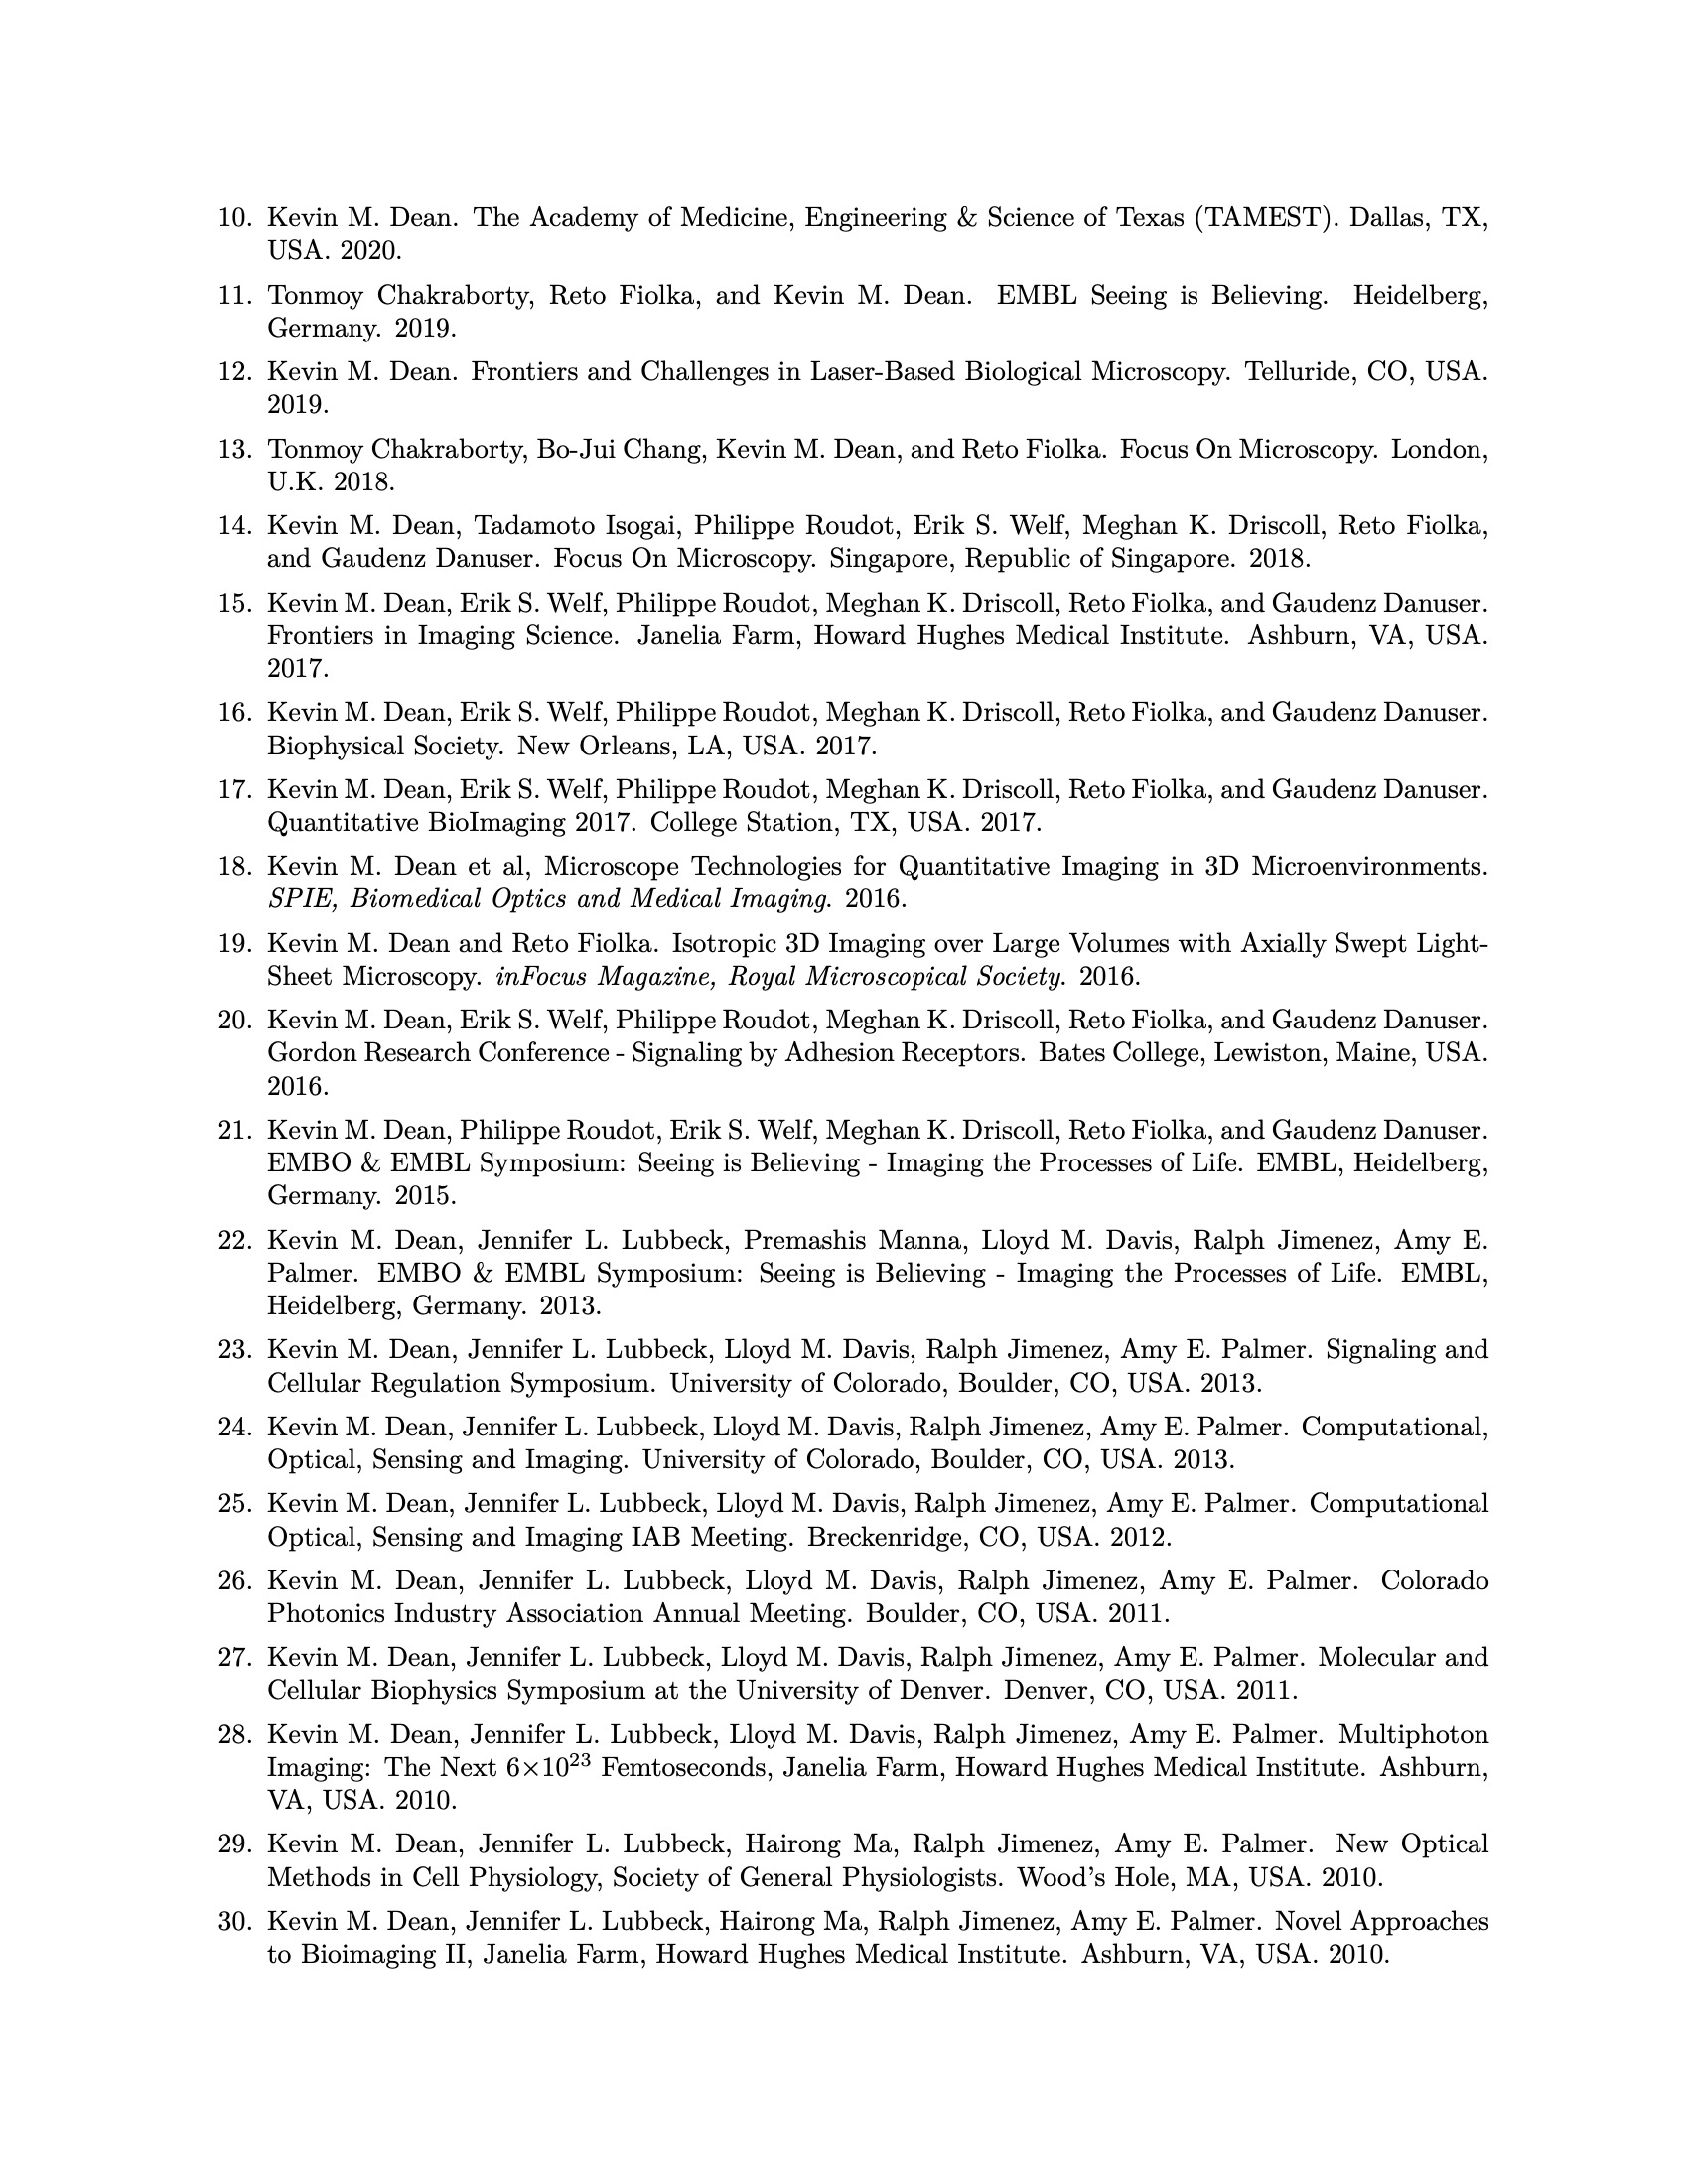 10. Kevin M. Dean. The Academy of Medicine, Engineering & Science of Texas (TAMEST). Dallas, TX,
USA. 2020.
11. Tonmoy Chakraborty, Reto Fiolka, and Kevin M. Dean. EMBL Seeing is Believing. Heidelberg,
Germany. 2019.
12. Kevin M. Dean. Frontiers and Challenges in Laser-Based Biological Microscopy. Telluride, CO, USA.
2019.
13. Tonmoy Chakraborty, Bo-Jui Chang, Kevin M. Dean, and Reto Fiolka. Focus On Microscopy. London,
U.K. 2018.
14. Kevin M. Dean, Tadamoto Isogai, Philippe Roudot, Erik S. Welf, Meghan K. Driscoll, Reto Fiolka,
and Gaudenz Danuser. Focus On Microscopy. Singapore, Republic of Singapore. 2018.
15. Kevin M. Dean, Erik S. Welf, Philippe Roudot, Meghan K. Driscoll, Reto Fiolka, and Gaudenz Danuser.
Frontiers in Imaging Science. Janelia Farm, Howard Hughes Medical Institute. Ashburn, VA, USA.
2017.
16. Kevin M. Dean, Erik S. Welf, Philippe Roudot, Meghan K. Driscoll, Reto Fiolka, and Gaudenz Danuser.
Biophysical Society. New Orleans, LA, USA. 2017.
17. Kevin M. Dean, Erik S. Welf, Philippe Roudot, Meghan K. Driscoll, Reto Fiolka, and Gaudenz Danuser.
Quantitative BioImaging 2017. College Station, TX, USA. 2017.
18. Kevin M. Dean et al, Microscope Technologies for Quantitative Imaging in 3D Microenvironments.
SPIE, Biomedical Optics and Medical Imaging. 2016.
19. Kevin M. Dean and Reto Fiolka. Isotropic 3D Imaging over Large Volumes with Axially Swept Light-
Sheet Microscopy. inFocus Magazine, Royal Microscopical Society. 2016.
20. Kevin M. Dean, Erik S. Welf, Philippe Roudot, Meghan K. Driscoll, Reto Fiolka, and Gaudenz Danuser.
Gordon Research Conference - Signaling by Adhesion Receptors. Bates College, Lewiston, Maine, USA.
2016.
21. Kevin M. Dean, Philippe Roudot, Erik S. Welf, Meghan K. Driscoll, Reto Fiolka, and Gaudenz Danuser.
EMBO & EMBL Symposium: Seeing is Believing - Imaging the Processes of Life. EMBL, Heidelberg,
Germany. 2015.
22. Kevin M. Dean, Jennifer L. Lubbeck, Premashis Manna, Lloyd M. Davis, Ralph Jimenez, Amy E.
Palmer. EMBO & EMBL Symposium: Seeing is Believing - Imaging the Processes of Life. EMBL,
Heidelberg, Germany. 2013.
23. Kevin M. Dean, Jennifer L. Lubbeck, Lloyd M. Davis, Ralph Jimenez, Amy E. Palmer. Signaling and
Cellular Regulation Symposium. University of Colorado, Boulder, CO, USA. 2013.
24. Kevin M. Dean, Jennifer L. Lubbeck, Lloyd M. Davis, Ralph Jimenez, Amy E. Palmer. Computational,
Optical, Sensing and Imaging. University of Colorado, Boulder, CO, USA. 2013.
25. Kevin M. Dean, Jennifer L. Lubbeck, Lloyd M. Davis, Ralph Jimenez, Amy E. Palmer. Computational
Optical, Sensing and Imaging IAB Meeting. Breckenridge, CO, USA. 2012.
26. Kevin M. Dean, Jennifer L. Lubbeck, Lloyd M. Davis, Ralph Jimenez, Amy E. Palmer. Colorado
Photonics Industry Association Annual Meeting. Boulder, CO, USA. 2011.
27. Kevin M. Dean, Jennifer L. Lubbeck, Lloyd M. Davis, Ralph Jimenez, Amy E. Palmer. Molecular and
Cellular Biophysics Symposium at the University of Denver. Denver, CO, USA. 2011.
28. Kevin M. Dean, Jennifer L. Lubbeck, Lloyd M. Davis, Ralph Jimenez, Amy E. Palmer. Multiphoton
Imaging: The Next 6×10²³ Femtoseconds, Janelia Farm, Howard Hughes Medical Institute. Ashburn,
VA, USA. 2010.
29. Kevin M. Dean, Jennifer L. Lubbeck, Hairong Ma, Ralph Jimenez, Amy E. Palmer. New Optical
Methods in Cell Physiology, Society of General Physiologists. Wood's Hole, MA, USA. 2010.
30. Kevin M. Dean, Jennifer L. Lubbeck, Hairong Ma, Ralph Jimenez, Amy E. Palmer. Novel Approaches
to Bioimaging II, Janelia Farm, Howard Hughes Medical Institute. Ashburn, VA, USA. 2010.